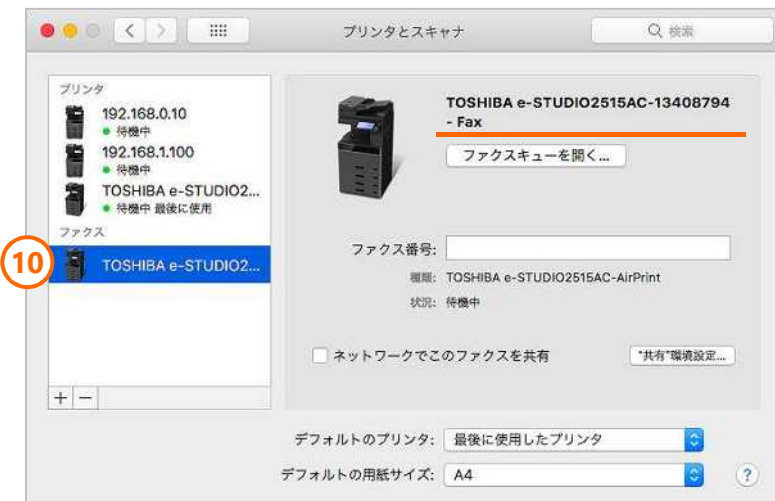 プリンタとスキャナ
検索
プリンタ
192.168.0.10
待機中
192.168.1.100
待機中
TOSHIBA e-STUDIO2...
待機中 最後に使用
ファクス
10
TOSHIBA e-STUDIO2...
+ −
TOSHIBA e-STUDIO2515AC-13408794
- Fax
ファクスキューを開く...
ファクス番号:
種類: TOSHIBA e-STUDIO2515AC-AirPrint
状況: 待機中
ネットワークでこのファクスを共有
"共有"環境設定...
デフォルトのプリンタ: 最後に使用したプリンタ
デフォルトの用紙サイズ: A4
?